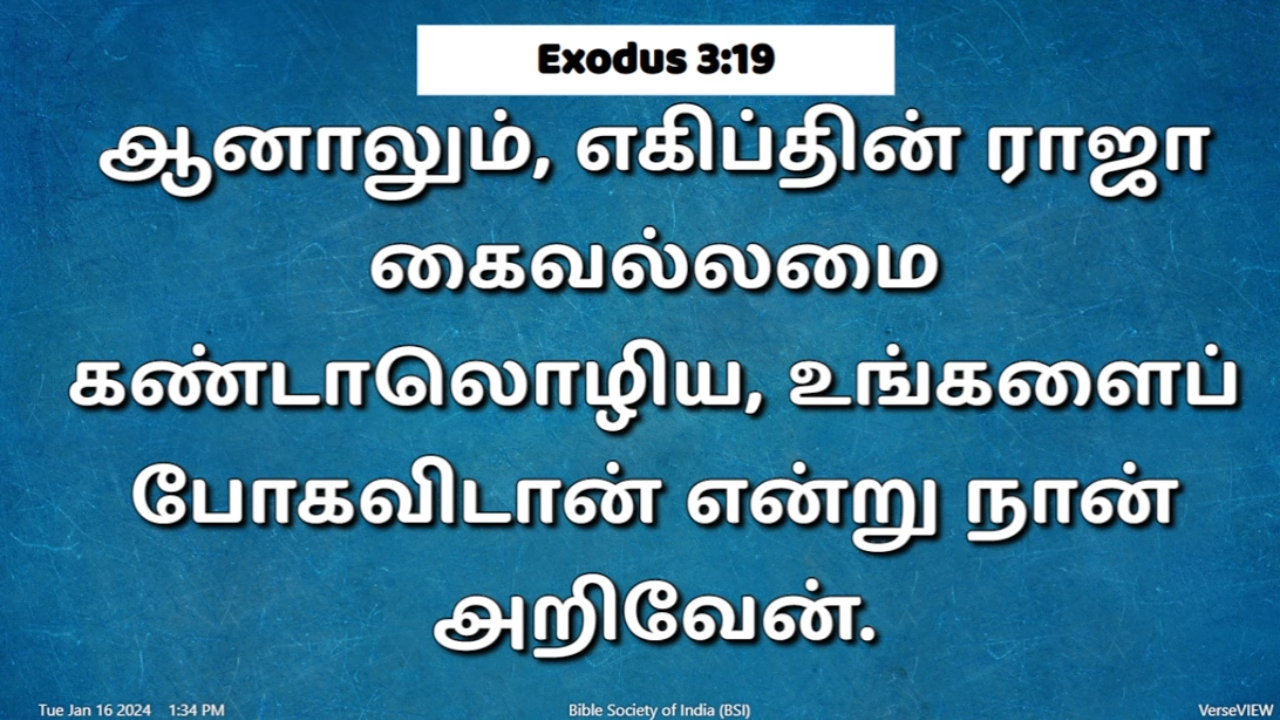 Exodus 3:19
ஆனாலும், எகிப்தின் ராஜா
கைவல்லமை
கண்டாலொழிய, உங்களைப்
போகவிடான் என்று நான்
அறிவேன்.
Tue Jan 16 2024 1:34 PM
Bible Society of India (BSI)
VerseVIEW